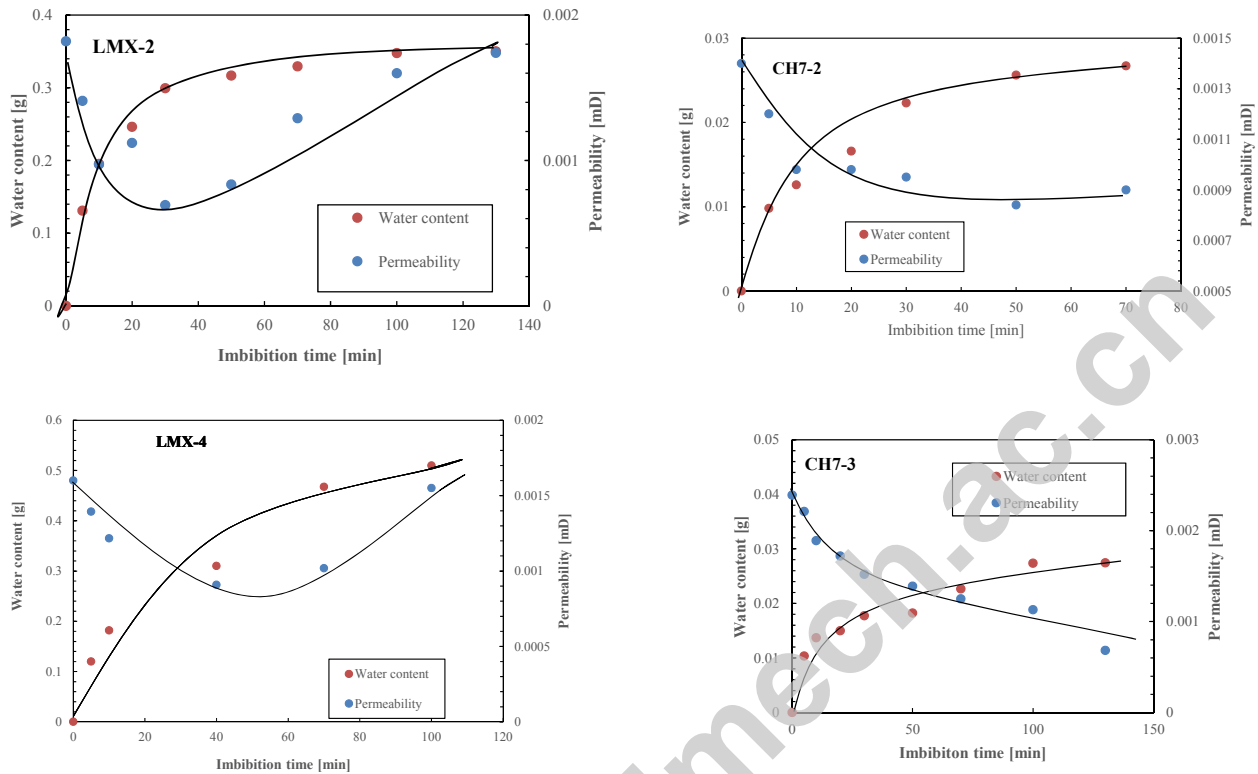 LMX-2
Water content [g]
0.4
0.3
0.2
0.1
0
0.002
0.001
0
Permeability [mD]
Water content
Permeability
0 20 40 60 80 100 120 140
Imbibition time [min]
CH7-2
Water content [g]
0.03
0.02
0.01
0
0.0015
0.0013
0.0011
0.0009
0.0007
0.0005
Permeability [mD]
Water content
Permeability
0 10 20 30 40 50 60 70 80
Imbibition time [min]
LMX-4
Water content [g]
0.6
0.5
0.4
0.3
0.2
0.1
0
0.002
0.0015
0.001
0.0005
0
Permeability [mD]
Water content
Permeability
0 20 40 60 80 100 120
Imbibition time [min]
CH7-3
Water content [g]
0.05
0.04
0.03
0.02
0.01
0
0.003
0.002
0.001
0
Permeability [mD]
Water content
Permeability
0 50 100 150
Imbibition time [min]
imech.ac.cn